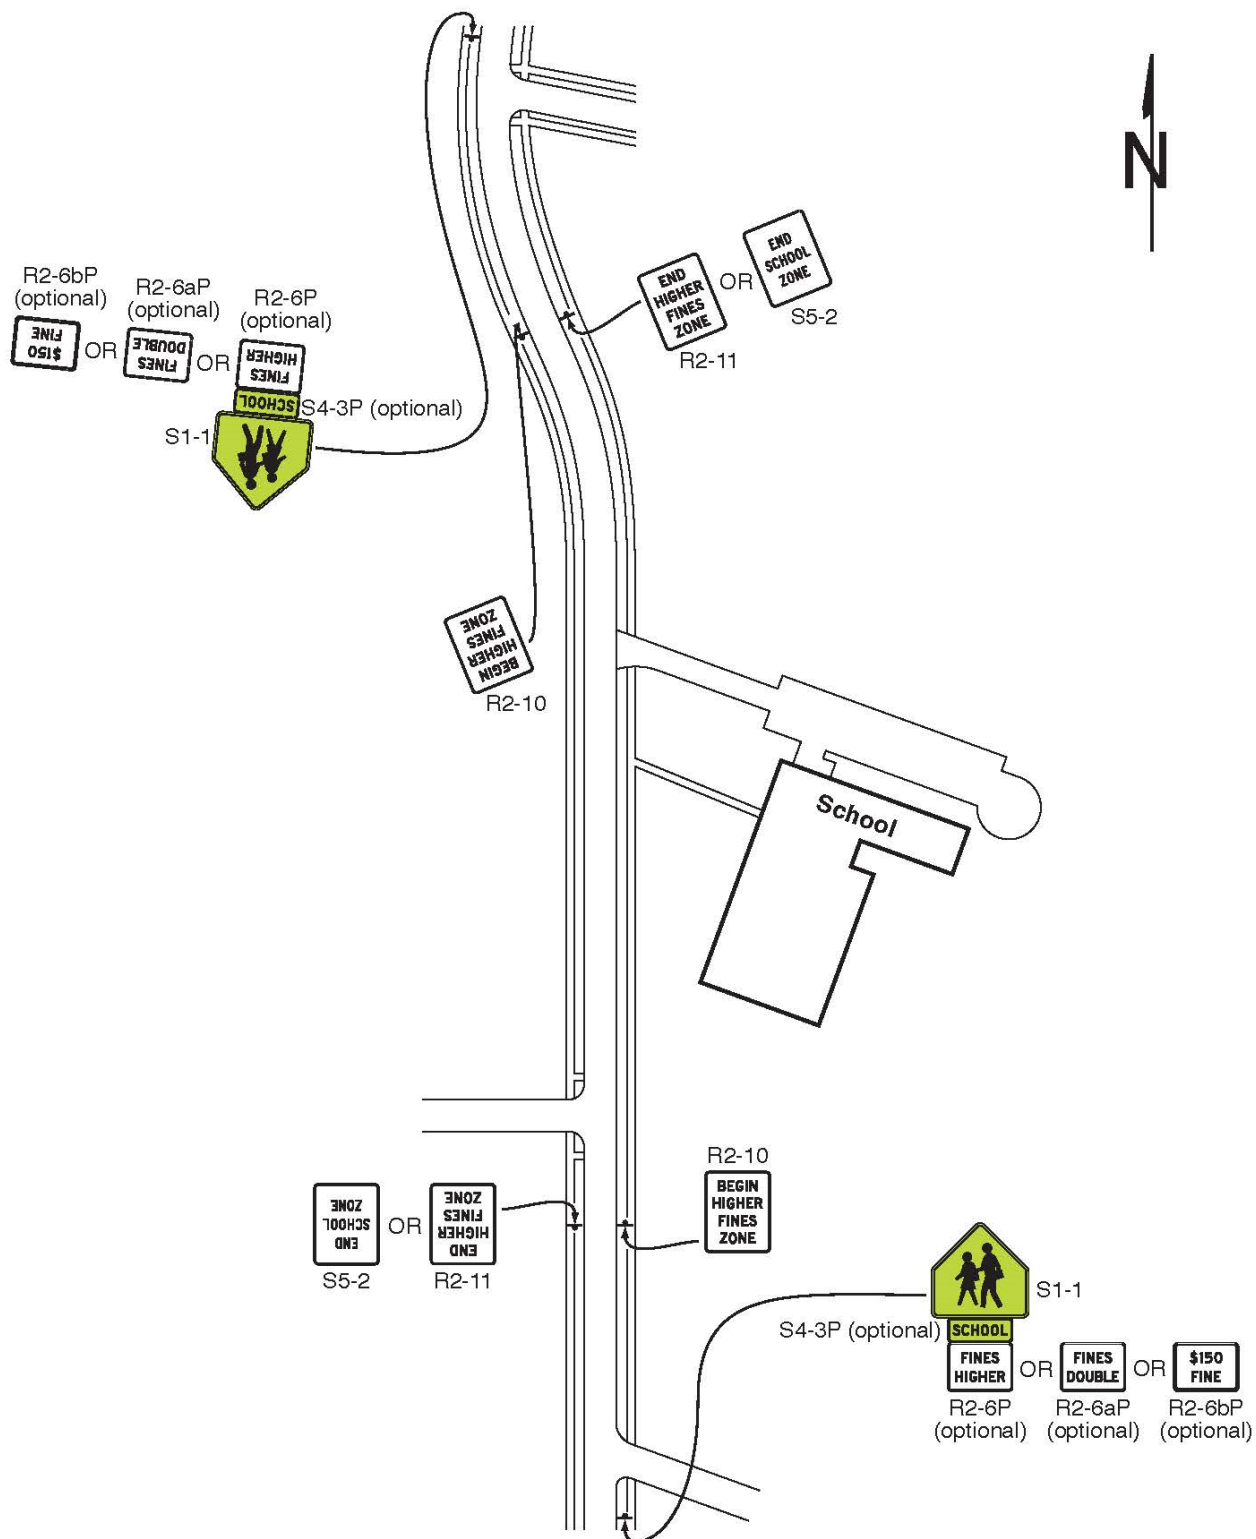 N
END
SCHOOL
ZONE
S5-2
OR
END
HIGHER
FINES
ZONE
R2-11
R2-6bP
(optional)
$150
FINE
OR
R2-6aP
(optional)
FINES
DOUBLE
OR
R2-6P
(optional)
FINES
HIGHER
SCHOOL
S4-3P (optional)
S1-1
BEGIN
HIGHER
FINES
ZONE
R2-10
School
END
SCHOOL
ZONE
S5-2
OR
END
HIGHER
FINES
ZONE
R2-11
R2-10
BEGIN
HIGHER
FINES
ZONE
S1-1
S4-3P (optional)
SCHOOL
FINES
HIGHER
R2-6P
(optional)
OR
FINES
DOUBLE
R2-6aP
(optional)
OR
$150
FINE
R2-6bP
(optional)